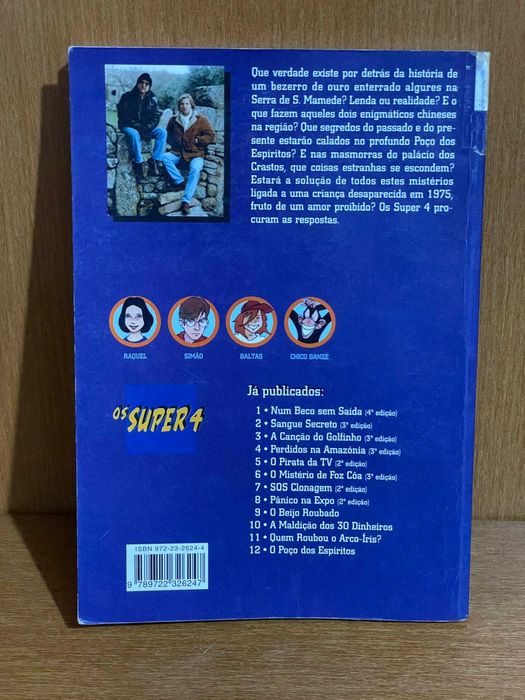 Que verdade existe por detrás da história de
um bezerro de ouro enterrado algures na
Serra de S. Mamede? Lenda ou realidade? E o
que fazem aqueles dois enigmáticos chineses
na região? Que segredos do passado e do pre-
sente estarão calados no profundo Poço dos
Espíritos? E nas masmorras do palácio dos
Crastos, que coisas estranhas se escondem?
Estará a solução de todos estes mistérios
ligada a uma criança desaparecida em 1975,
fruto de um amor proibido? Os Super 4 pro-
curam as respostas.
RAQUEL SIMÃO BALTAS CHICO BANZÉ
OS SUPER 4
Já publicados:
1 • Num Beco sem Saída (4ª edição)
2 • Sangue Secreto (3ª edição)
3 • A Canção do Golfinho (3ª edição)
4 • Perdidos na Amazónia (3ª edição)
5 • O Pirata da TV (2ª edição)
6 • O Mistério de Foz Côa (3ª edição)
7 • SOS Clonagem (2ª edição)
8 • Pânico na Expo (2ª edição)
9 • O Beijo Roubado
10 • A Maldição dos 30 Dinheiros
11 • Quem Roubou o Arco-Íris?
12 • O Poço dos Espíritos
ISBN 972-23-2624-4
9 789722 326247